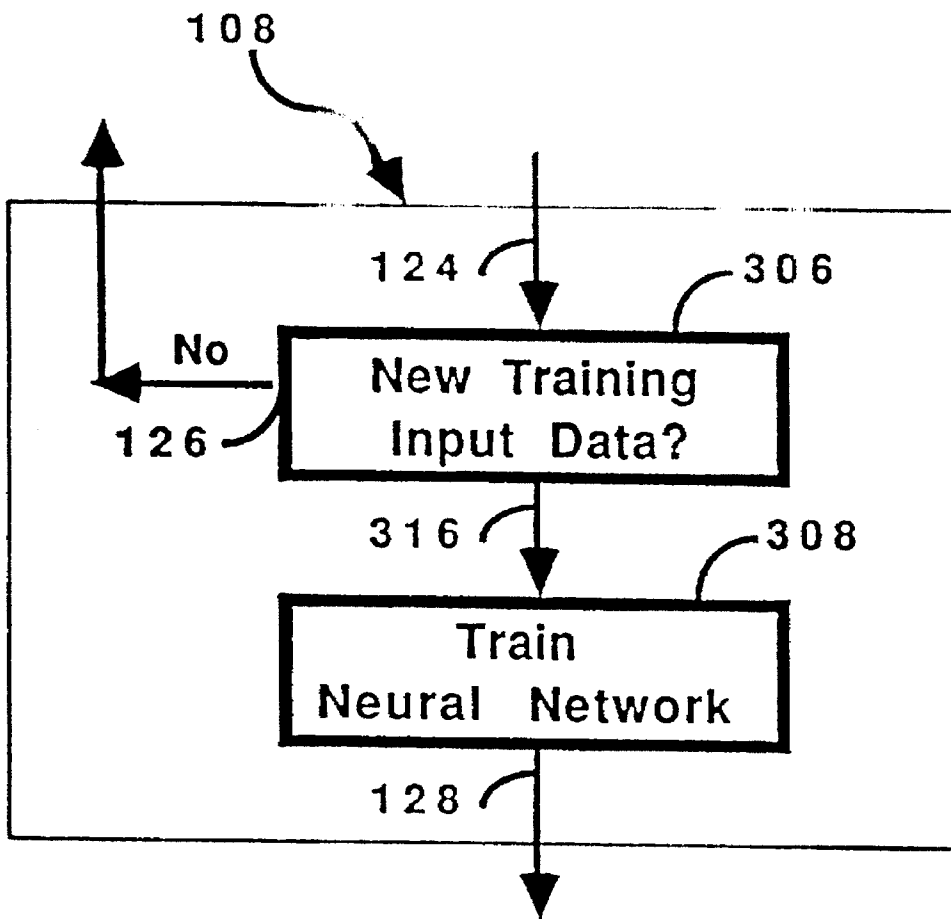 108
124
306
No
New Training
Input Data?
126
316
308
Train
Neural Network
128